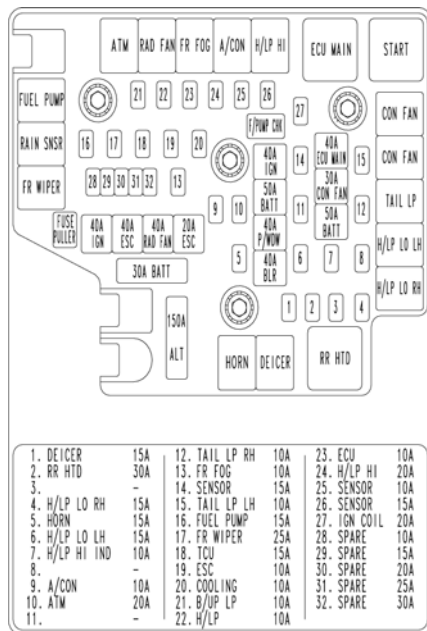 ATM RAD FAN FR FOG A/CON H/LP HI ECU MAIN START
21 22 23 24 25 26
27
FUEL PUMP
CON FAN
F/PUMP CHK
RAIN SNSR
16 17 18 19 20
40A IGN
14
40A ECU MAIN
15
CON FAN
FR WIPER
28 29 30 31 32 13
50A BATT
30A CON FAN
TAIL LP
9 10
11
50A BATT
12
FUSE PULLER
40A IGN
40A ESC
40A RAD FAN
20A ESC
40A P/WDW
H/LP LO LH
5
40A BLR
6 7 8
30A BATT
H/LP LO RH
150A ALT
1 2 3 4
HORN DEICER RR HTD
1. DEICER 15A
2. RR HTD 30A
3. -
4. H/LP LO RH 15A
5. HORN 15A
6. H/LP LO LH 15A
7. H/LP HI IND 10A
8. -
9. A/CON 10A
10. ATM 20A
11. -
12. TAIL LP RH 10A
13. FR FOG 10A
14. SENSOR 15A
15. TAIL LP LH 10A
16. FUEL PUMP 15A
17. FR WIPER 25A
18. TCU 15A
19. ESC 10A
20. COOLING 10A
21. B/UP LP 10A
22. H/LP 10A
23. ECU 10A
24. H/LP HI 20A
25. SENSOR 10A
26. SENSOR 15A
27. IGN COIL 20A
28. SPARE 10A
29. SPARE 15A
30. SPARE 20A
31. SPARE 25A
32. SPARE 30A